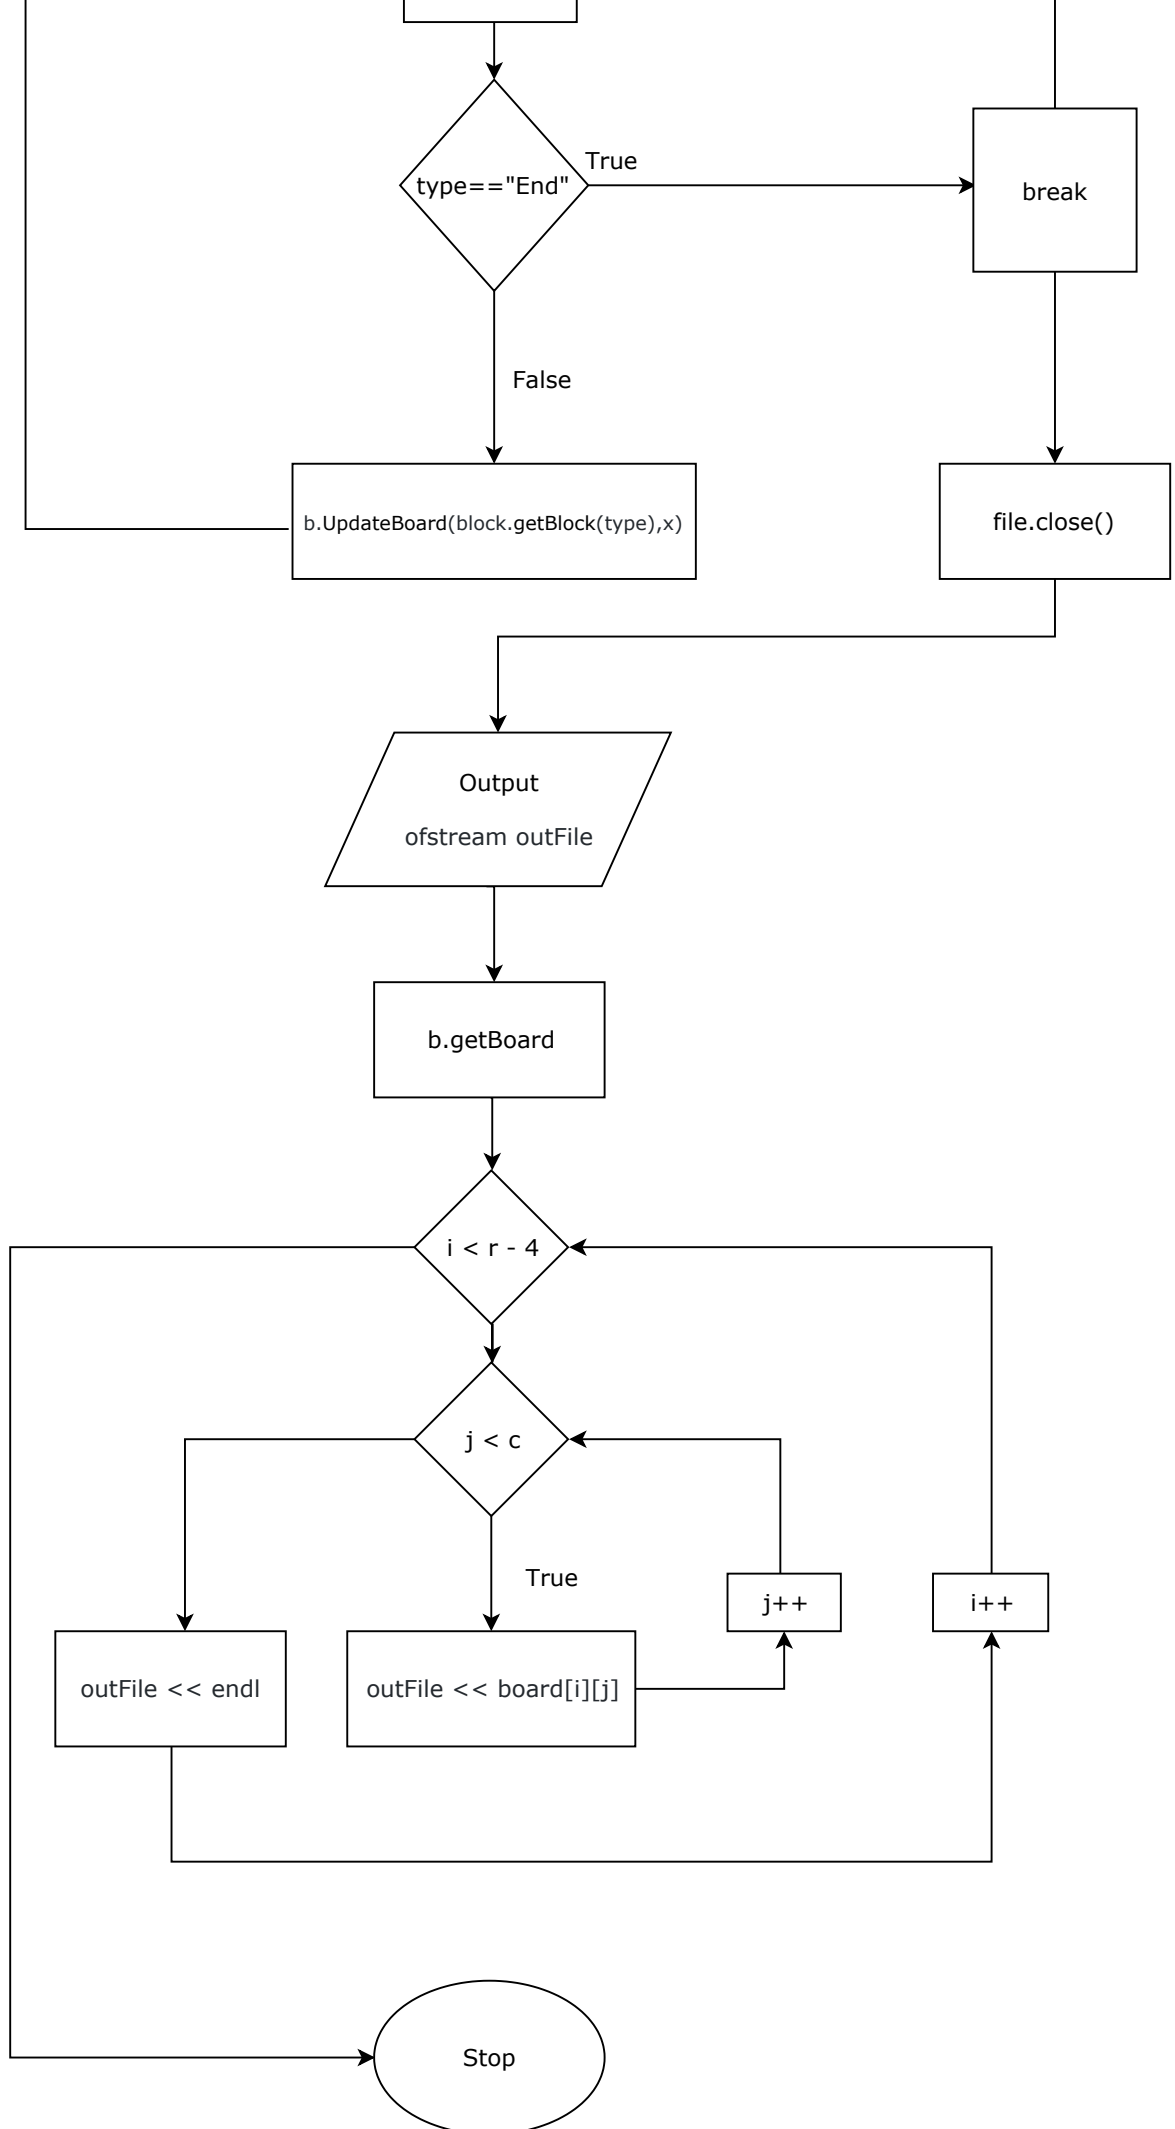 True
type=="End"
break
False
b.UpdateBoard(block.getBlock(type),x)
file.close()
Output
ofstream outFile
b.getBoard
i < r - 4
j < c
True
j++
i++
outFile << endl
outFile << board[i][j]
Stop